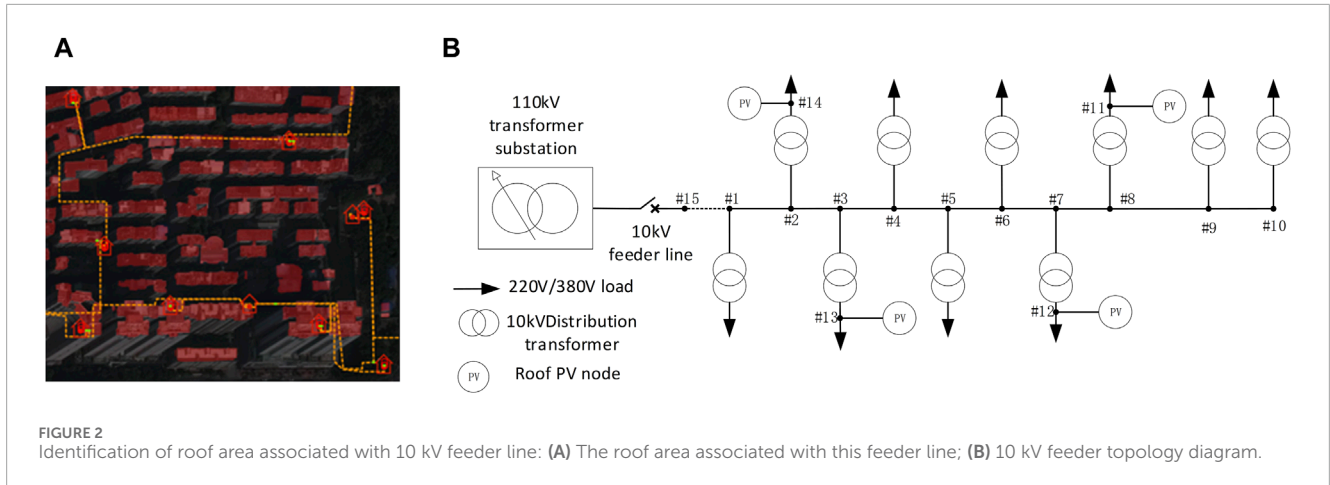 A
B
110kV
transformer
substation
PV
#14
#11
PV
#15
#1
#3
#5
#7
#2
#4
#6
#8
#9
#10
10kV
feeder line
220V/380V load
10kVDistribution
transformer
PV
Roof PV node
#13
PV
#12
PV
FIGURE 2
Identification of roof area associated with 10 kV feeder line: (A) The roof area associated with this feeder line; (B) 10 kV feeder topology diagram.